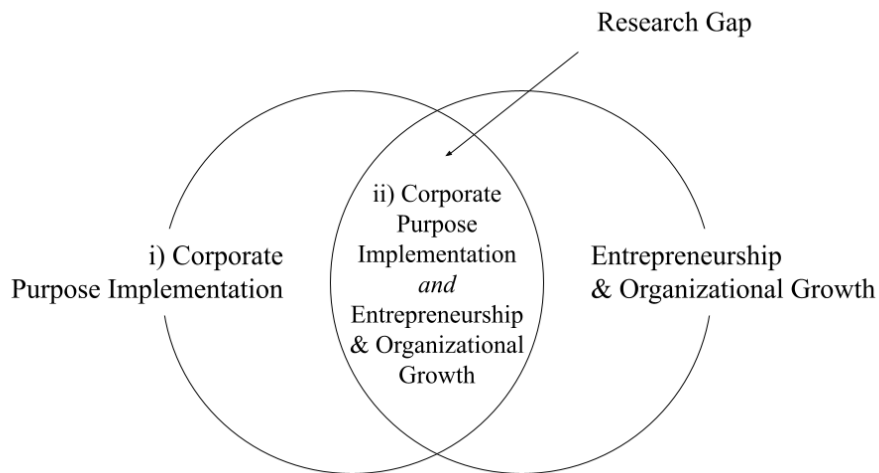 Research Gap
i) Corporate
Purpose Implementation
ii) Corporate
Purpose
Implementation
and
Entrepreneurship
& Organizational
Growth
Entrepreneurship
& Organizational Growth